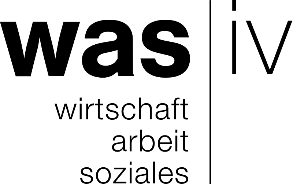 was iv
wirtschaft
arbeit
soziales